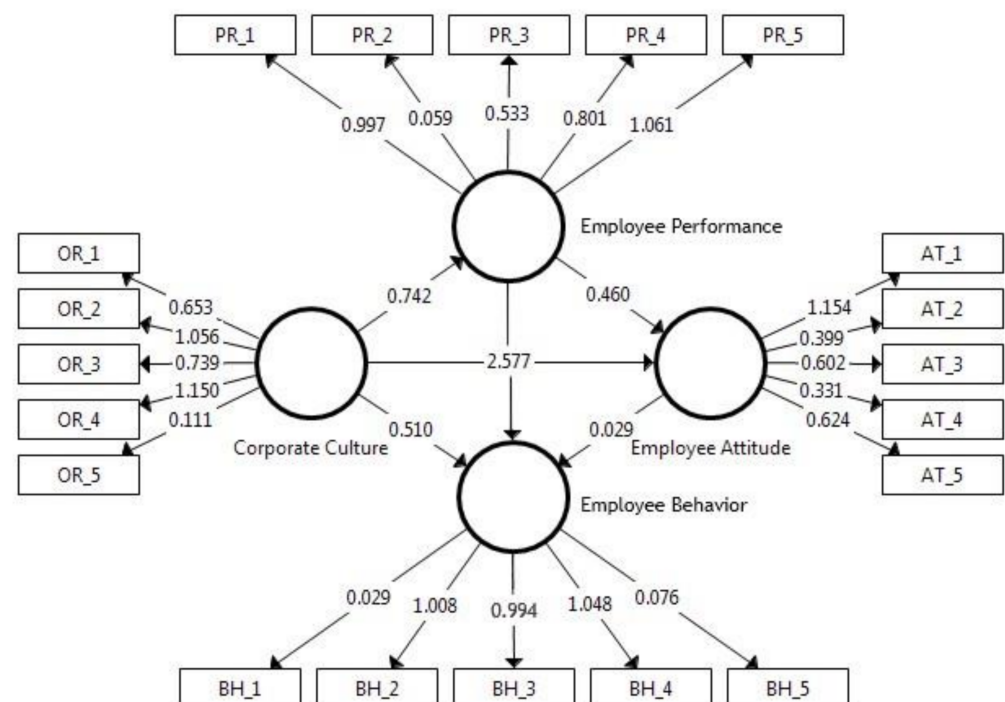 PR_1
PR_2
PR_3
PR_4
PR_5
0.997
0.059
0.533
0.801
1.061
Employee Performance
OR_1
OR_2
OR_3
OR_4
OR_5
0.653
1.056
0.739
1.150
0.111
0.742
0.460
2.577
0.510
0.029
Corporate Culture
Employee Attitude
AT_1
AT_2
AT_3
AT_4
AT_5
1.154
0.399
0.602
0.331
0.624
Employee Behavior
0.029
1.008
0.994
1.048
0.076
BH_1
BH_2
BH_3
BH_4
BH_5